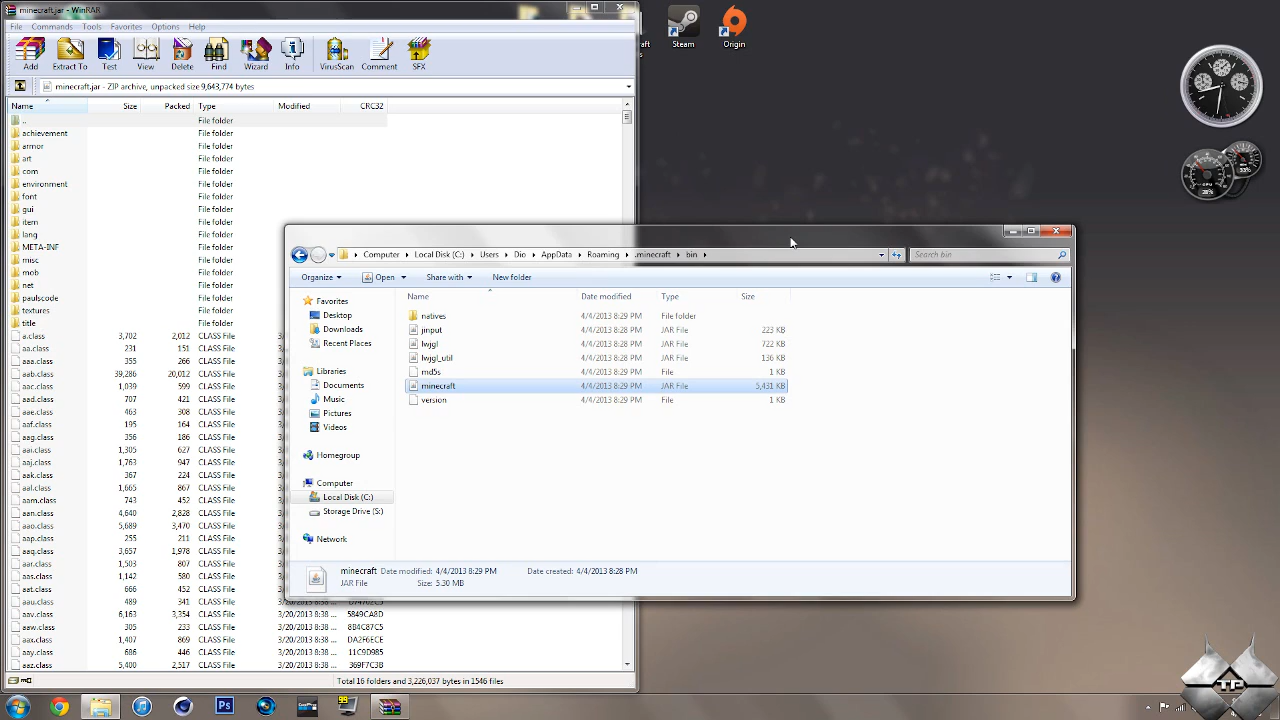 minecraft.jar - WinRAR
File Commands Tools Favorites Options Help
Add Extract To Test View Delete Find Wizard Info VirusScan Comment SFX
minecraft.jar - ZIP archive, unpacked size 9,643,774 bytes
Name Size Packed Type Modified CRC32
.. File folder
achievement File folder
armor File folder
art File folder
com File folder
environment File folder
font File folder
gui File folder
item File folder
lang File folder
META-INF File folder
misc File folder
mob File folder
net File folder
paulscode File folder
textures File folder
title File folder
a.class 3,702 2,012 CLASS File
aa.class 231 151 CLASS File
aaa.class 355 266 CLASS File
aab.class 39,286 20,012 CLASS File
aac.class 1,039 599 CLASS File
aad.class 707 421 CLASS File
aae.class 463 308 CLASS File
aaf.class 195 164 CLASS File
aag.class 356 186 CLASS File
aai.class 1,305 627 CLASS File
aaj.class 1,763 947 CLASS File
aak.class 367 224 CLASS File
aal.class 1,665 867 CLASS File
aam.class 743 452 CLASS File
aan.class 4,640 2,828 CLASS File
aao.class 5,689 3,470 CLASS File
aap.class 255 211 CLASS File
aaq.class 3,657 1,978 CLASS File
aar.class 1,503 807 CLASS File
aas.class 1,142 580 CLASS File
aat.class 666 452 CLASS File
aau.class 489 341 CLASS File
aav.class 6,163 3,354 CLASS File 3/20/2013 8:38 ... 5849CA8D
aaw.class 305 233 CLASS File 3/20/2013 8:38 ... 8B4C87C5
aax.class 1,407 869 CLASS File 3/20/2013 8:38 ... DA2F6ECE
aay.class 686 446 CLASS File 3/20/2013 8:38 ... 11C9D985
aaz.class 5,400 2,517 CLASS File 3/20/2013 8:38 ... 369F7C3B
Total 16 folders and 3,226,037 bytes in 1546 files
Steam Origin
Computer Local Disk (C:) Users Dio AppData Roaming .minecraft bin
Search bin
Organize Open Share with New folder
Name Date modified Type Size
Favorites
Desktop
Downloads
Recent Places
Libraries
Documents
Music
Pictures
Videos
Homegroup
Computer
Local Disk (C:)
Storage Drive (S:)
Network
natives 4/4/2013 8:29 PM File folder
jinput 4/4/2013 8:28 PM JAR File 223 KB
lwjgl 4/4/2013 8:28 PM JAR File 722 KB
lwjgl_util 4/4/2013 8:28 PM JAR File 136 KB
md5s 4/4/2013 8:29 PM File 1 KB
minecraft 4/4/2013 8:29 PM JAR File 5,431 KB
version 4/4/2013 8:29 PM File 1 KB
minecraft Date modified: 4/4/2013 8:29 PM Date created: 4/4/2013 8:28 PM
JAR File Size: 5.30 MB
Ps
99